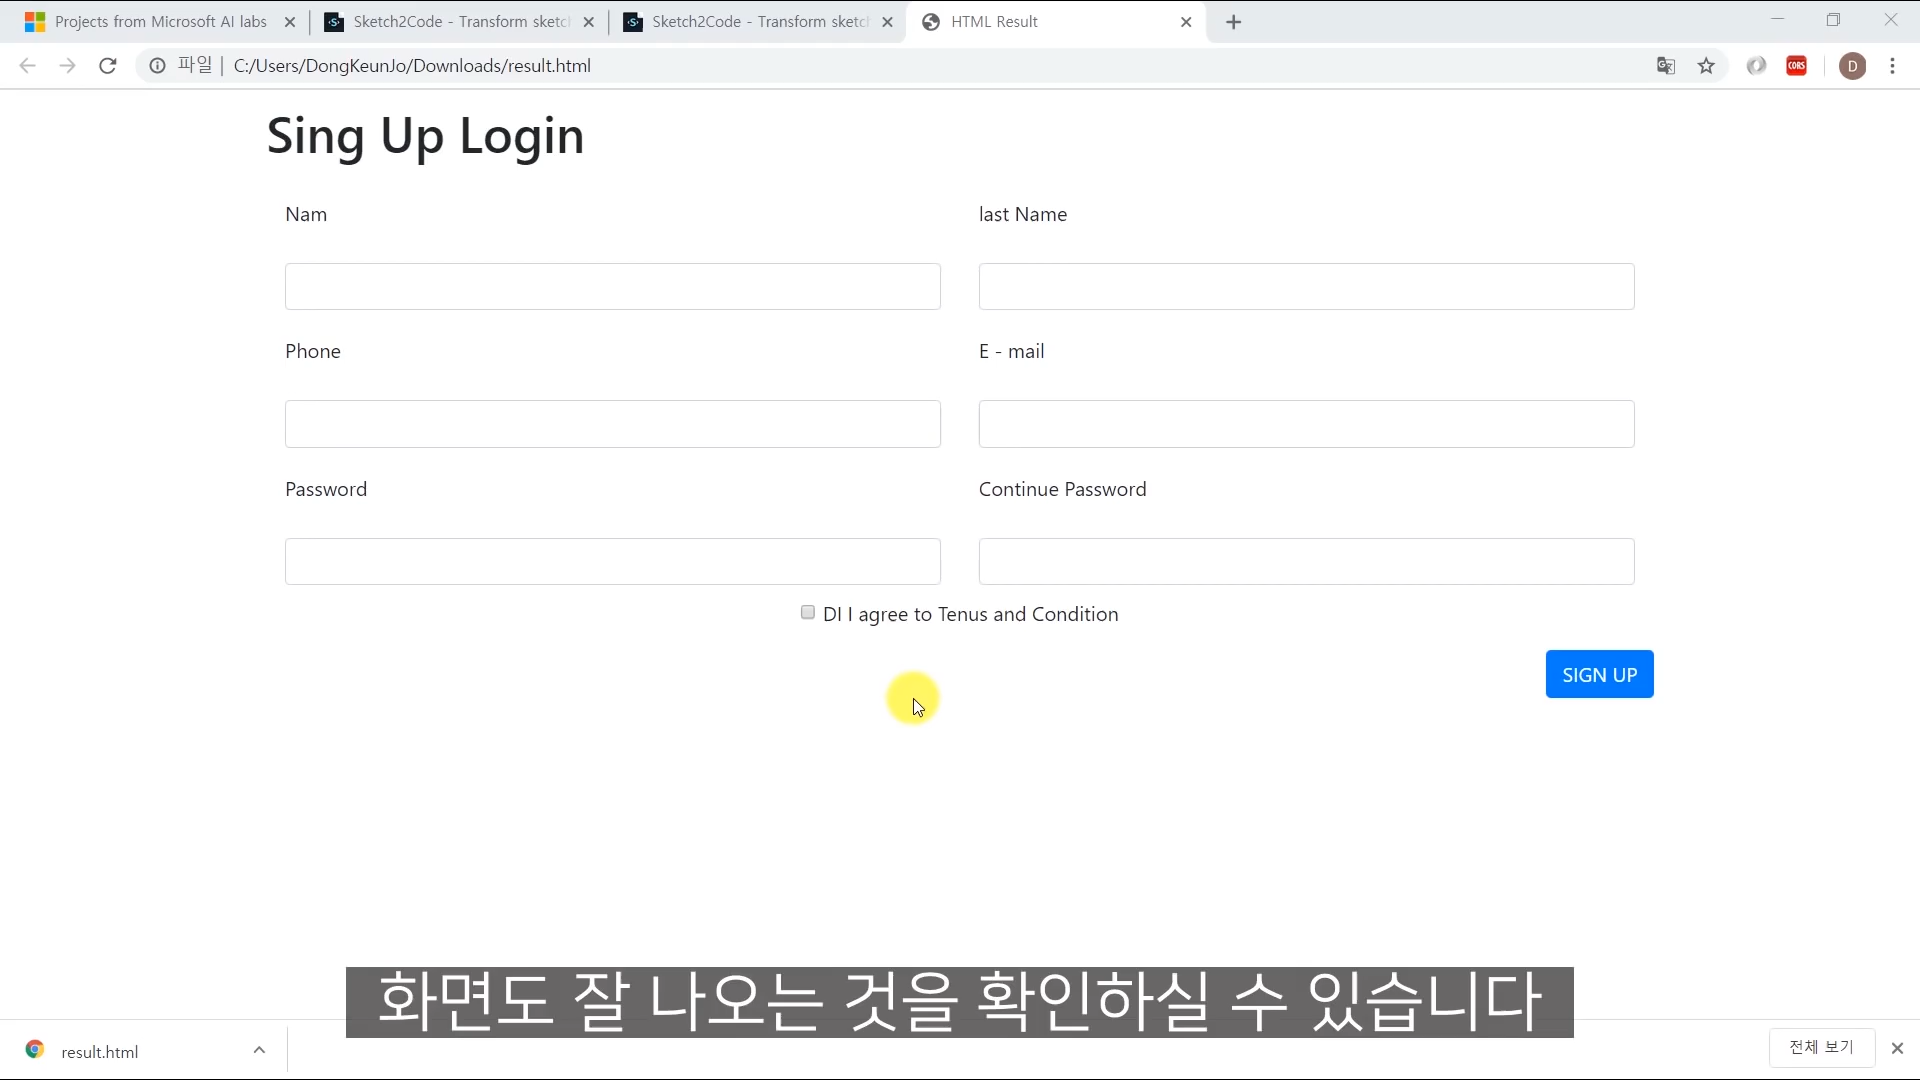 Projects from Microsoft AI labs
Sketch2Code - Transform sketc
Sketch2Code - Transform sketc
HTML Result
파일 | C:/Users/DongKeunJo/Downloads/result.html
CORS
D
Sing Up Login
Nam
last Name
Phone
E - mail
Password
Continue Password
DI I agree to Tenus and Condition
SIGN UP
화면도 잘 나오는 것을 확인하실 수 있습니다
result.html
전체 보기